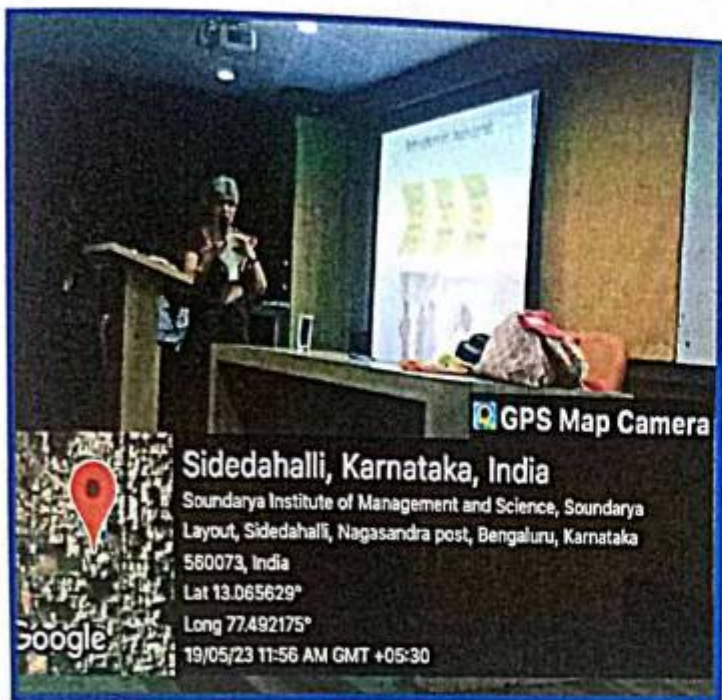 GPS Map Camera
Sidedahalli, Karnataka, India
Soundarya Institute of Management and Science, Soundarya
Layout, Sidedahalli, Nagasandra post, Bengaluru, Karnataka
560073, India
Lat 13.065629°
Long 77.492175°
19/05/23 11:56 AM GMT +05:30
Google